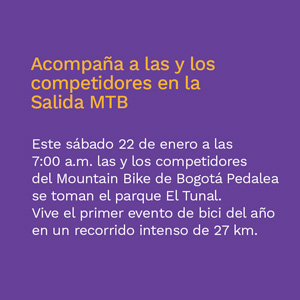 Acompaña a las y los
competidores en la
Salida MTB
Este sábado 22 de enero a las
7:00 a.m. las y los competidores
del Mountain Bike de Bogotá Pedalea
se toman el parque El Tunal.
Vive el primer evento de bici del año
en un recorrido intenso de 27 km.